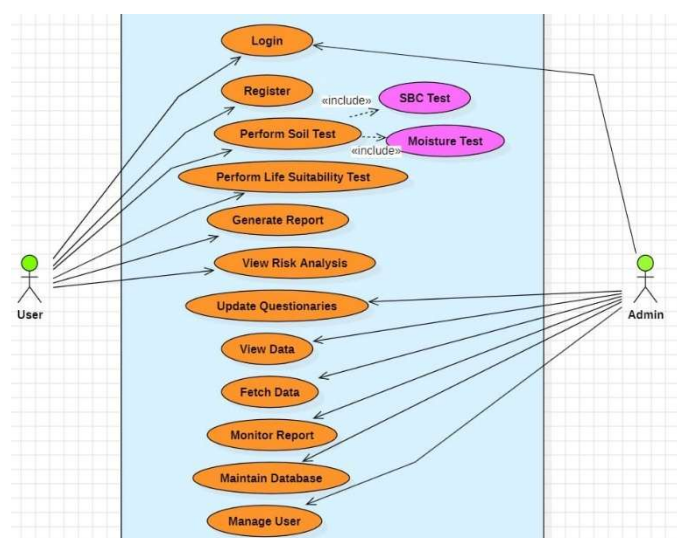 Login
Register
«include»
SBC Test
Perform Soil Test
Moisture Test
«include»
Perform Life Suitability Test
Generate Report
View Risk Analysis
User
Update Questionaries
Admin
View Data
Fetch Data
Monitor Report
Maintain Database
Manage User